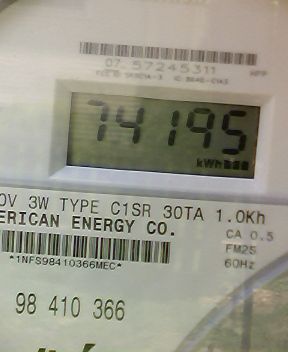 07 57245311
74195
kWh
0V 3W TYPE C1SR 30TA 1.0Kh
ERICAN ENERGY CO.
CA 0.5
*1NFS98410366MEC*
FM2S
60Hz
98 410 366